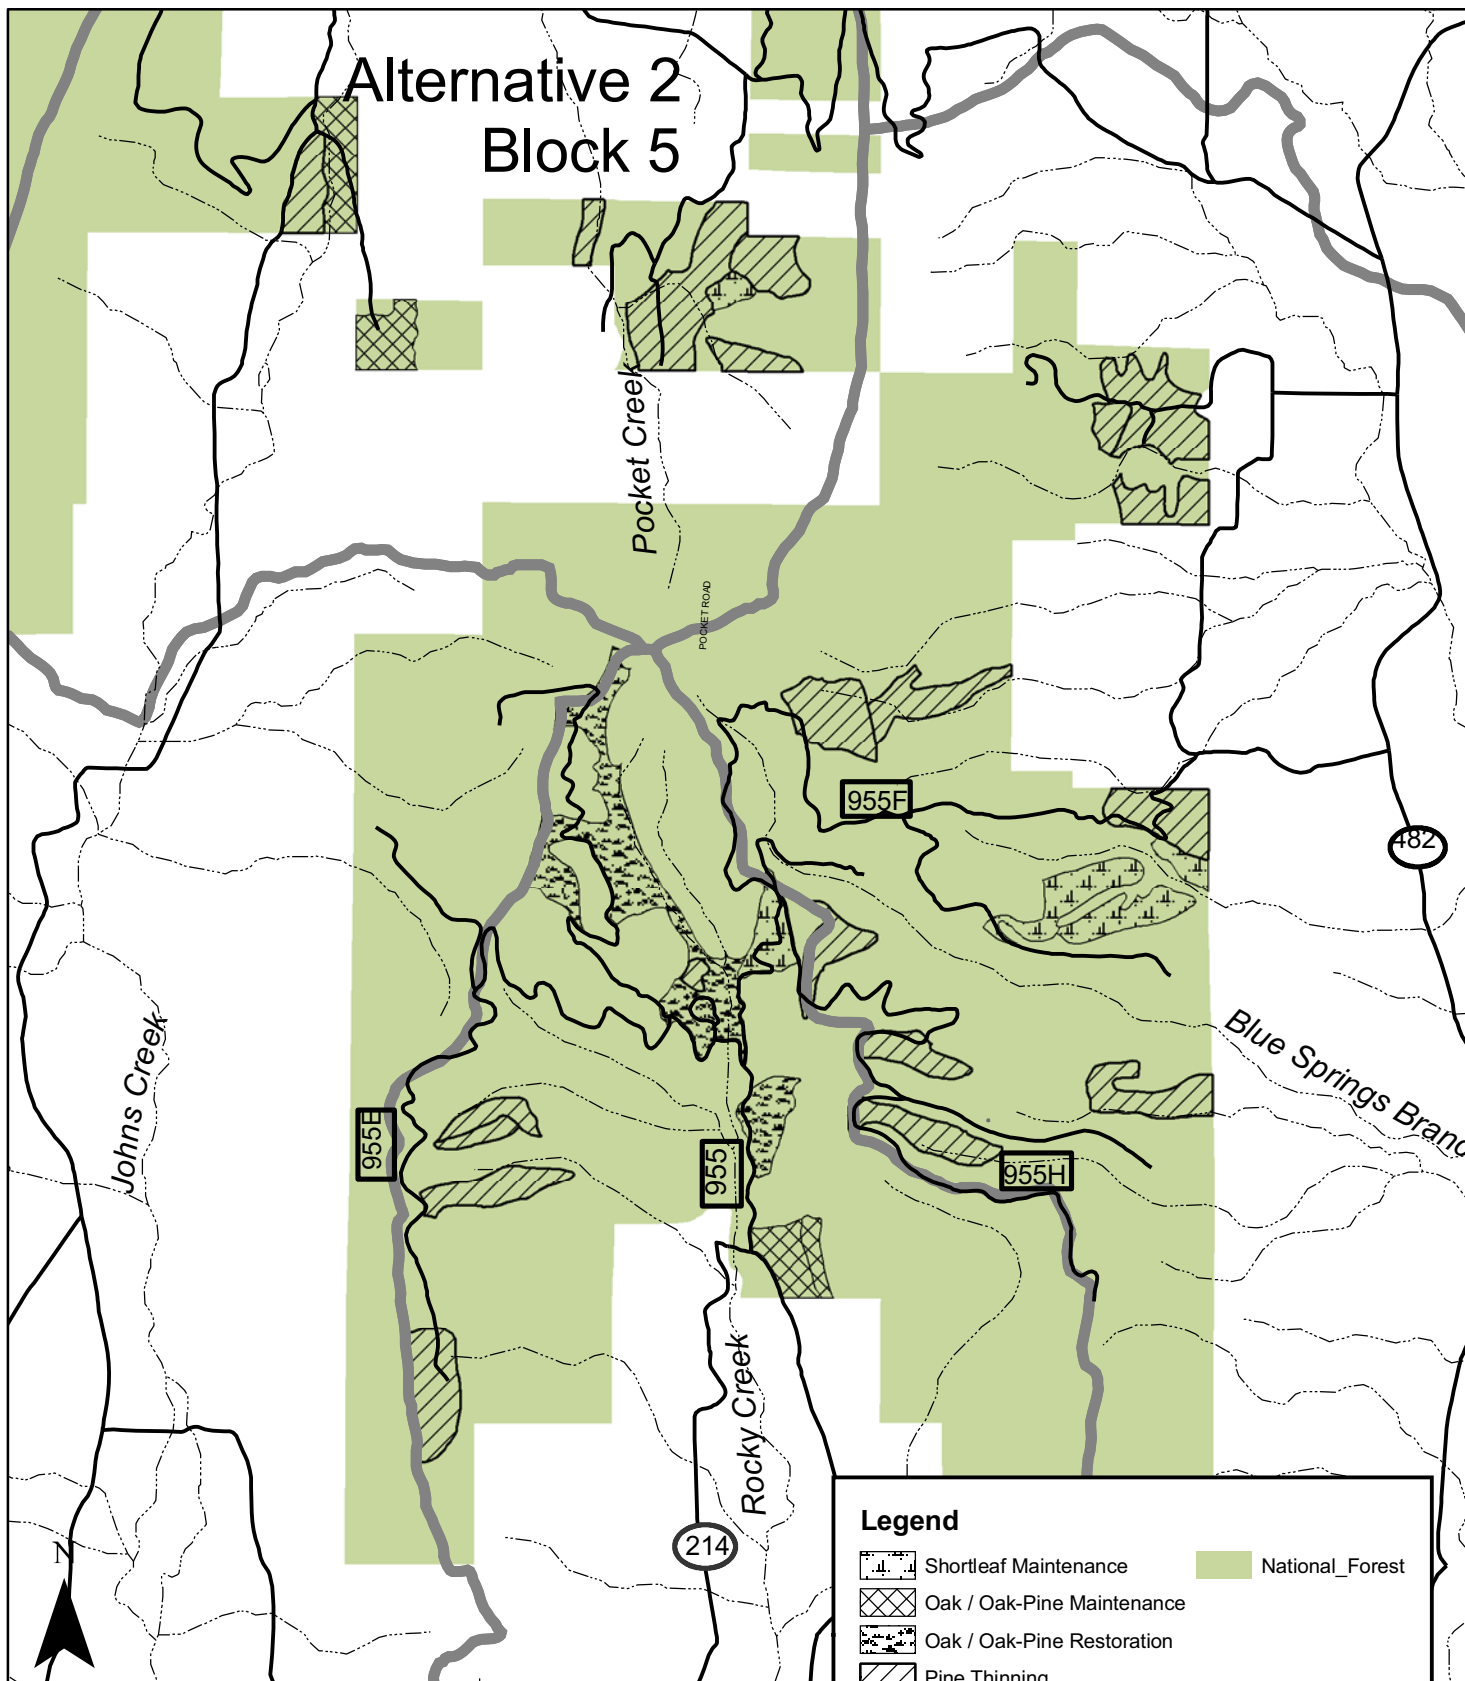 Alternative 2
Block 5
Pocket Creek
POCKET ROAD
955F
482
Johns Creek
Blue Springs Branc
955E
955
955H
Rocky Creek
214
N
Legend
Shortleaf Maintenance
National_Forest
Oak / Oak-Pine Maintenance
Oak / Oak-Pine Restoration
Pine Thinning